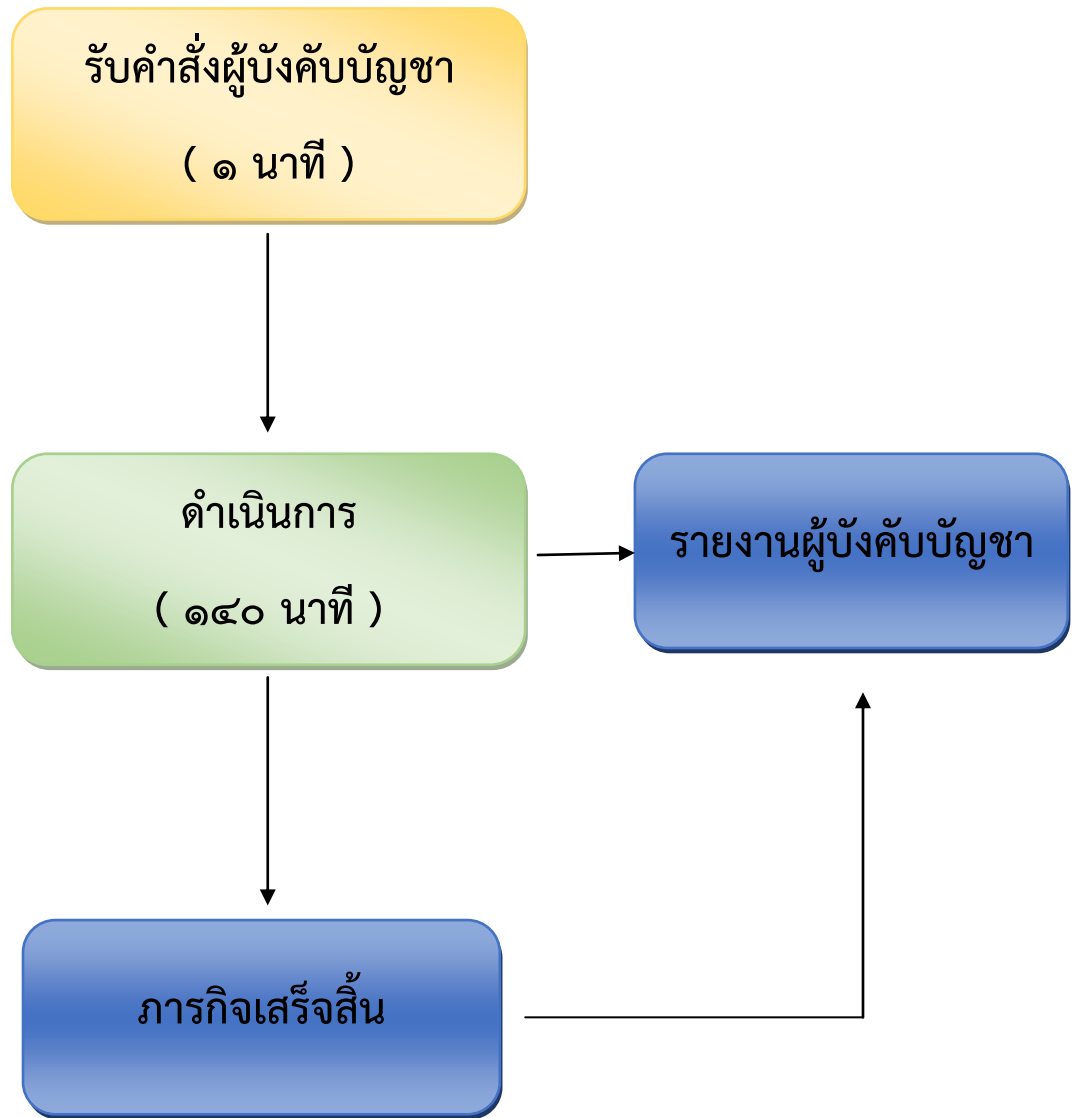 รับคำสั่งผู้บังคับบัญชา
( ๑ นาที )
ดำเนินการ
( ๑๔๐ นาที )
รายงานผู้บังคับบัญชา
ภารกิจเสร็จสิ้น